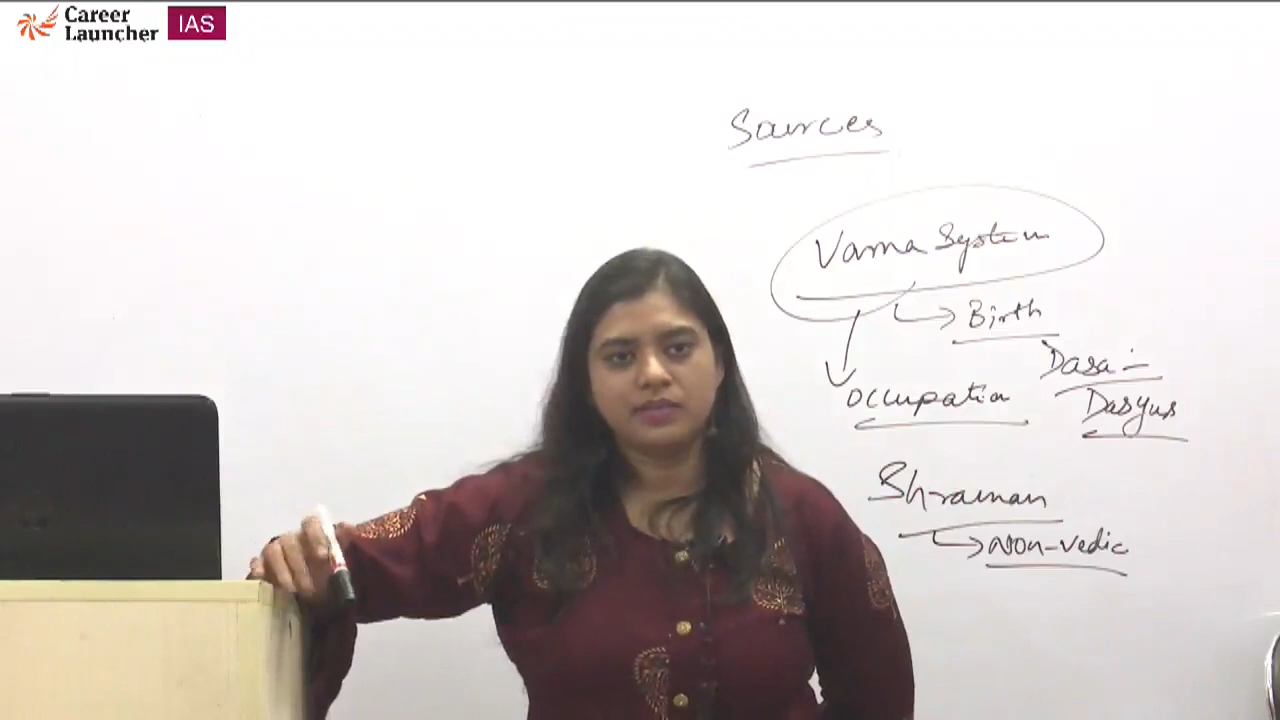 Career
Launcher
IAS
Sources
Varna System
Birth
Dasa :-
Dasyus
Occupation
Shraman
Non-Vedic